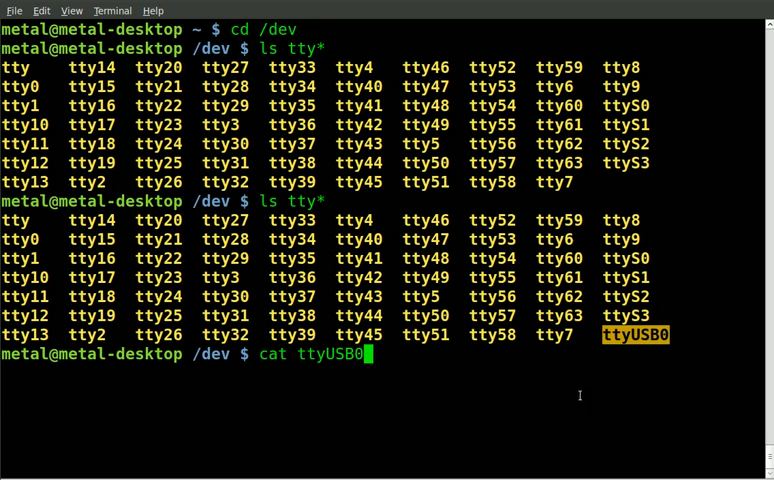 File Edit View Terminal Help
metal@metal-desktop ~ $ cd /dev
metal@metal-desktop /dev $ ls tty*
tty tty14 tty20 tty27 tty33 tty4 tty46 tty52 tty59 tty8
tty0 tty15 tty21 tty28 tty34 tty40 tty47 tty53 tty6 tty9
tty1 tty16 tty22 tty29 tty35 tty41 tty48 tty54 tty60 ttyS0
tty10 tty17 tty23 tty3 tty36 tty42 tty49 tty55 tty61 ttyS1
tty11 tty18 tty24 tty30 tty37 tty43 tty5 tty56 tty62 ttyS2
tty12 tty19 tty25 tty31 tty38 tty44 tty50 tty57 tty63 ttyS3
tty13 tty2 tty26 tty32 tty39 tty45 tty51 tty58 tty7
metal@metal-desktop /dev $ ls tty*
tty tty14 tty20 tty27 tty33 tty4 tty46 tty52 tty59 tty8
tty0 tty15 tty21 tty28 tty34 tty40 tty47 tty53 tty6 tty9
tty1 tty16 tty22 tty29 tty35 tty41 tty48 tty54 tty60 ttyS0
tty10 tty17 tty23 tty3 tty36 tty42 tty49 tty55 tty61 ttyS1
tty11 tty18 tty24 tty30 tty37 tty43 tty5 tty56 tty62 ttyS2
tty12 tty19 tty25 tty31 tty38 tty44 tty50 tty57 tty63 ttyS3
tty13 tty2 tty26 tty32 tty39 tty45 tty51 tty58 tty7 ttyUSB0
metal@metal-desktop /dev $ cat ttyUSB0